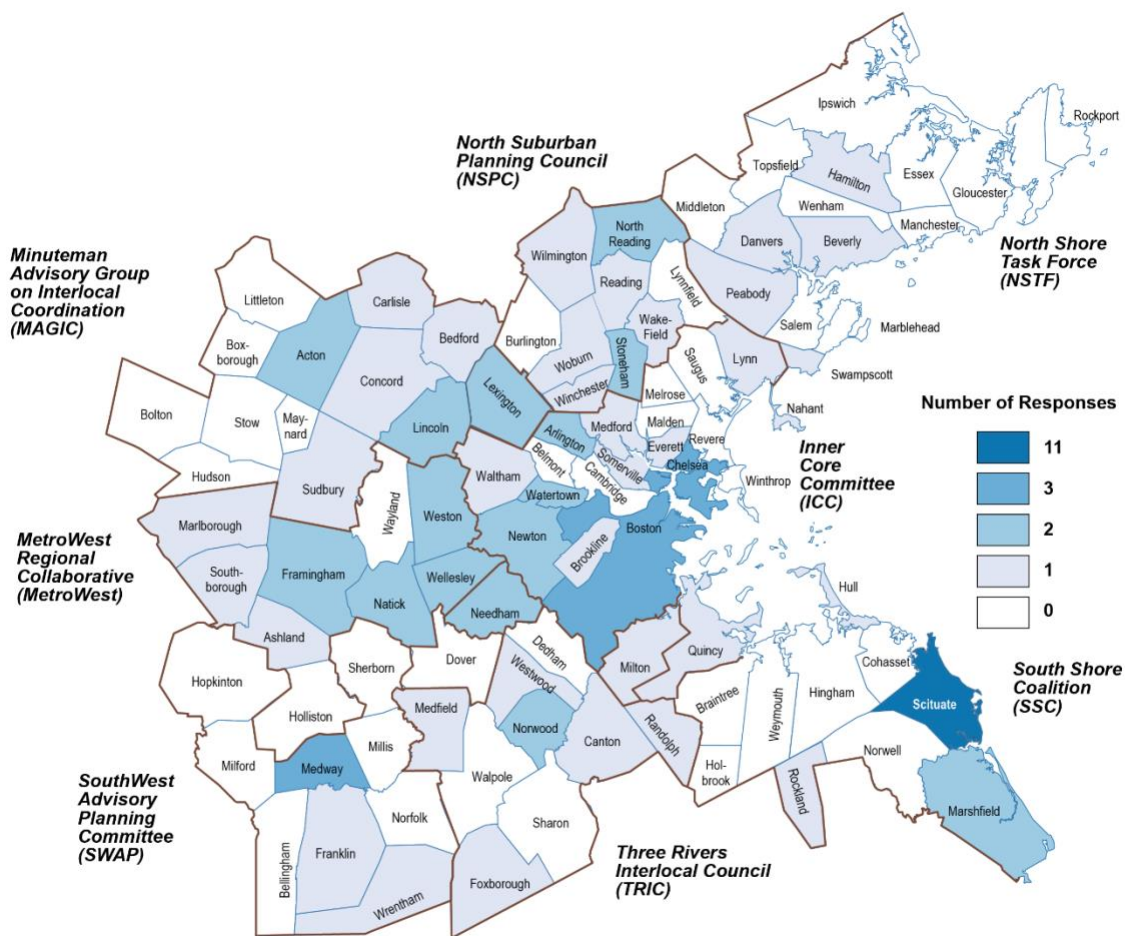 Ipswich
Rockport
North Suburban
Planning Council
(NSPC)
Topsfield
Hamilton
Essex
Gloucester
Middleton
Wenham
Manchester
North
Reading
Danvers
Beverly
North Shore
Task Force
(NSTF)
Minuteman
Advisory Group
on Interlocal
Coordination
(MAGIC)
Wilmington
Reading
Lynnfield
Peabody
Littleton
Carlisle
Salem
Marblehead
Wake-
Field
Box-
borough
Acton
Bedford
Burlington
Woburn
Stoneham
Saugus
Lynn
Swampscott
Concord
Lexington
Winchester
Melrose
Nahant
Number of Responses
Bolton
Stow
May-
nard
Lincoln
Arlington
Medford
Malden
Everett
Revere
11
Hudson
Sudbury
Waltham
Belmont
Somerville
Cambridge
Chelsea
Winthrop
Inner
Core
Committee
(ICC)
3
Wayland
Weston
Watertown
Marlborough
Newton
Boston
Brookline
2
MetroWest
Regional
Collaborative
(MetroWest)
South-
borough
Framingham
Natick
Wellesley
Needham
Hull
1
0
Ashland
Sherborn
Dover
Dedham
Milton
Quincy
Cohasset
South Shore
Coalition
(SSC)
Hopkinton
Holliston
Medfield
Westwood
Norwood
Canton
Randolph
Braintree
Weymouth
Hingham
Scituate
Milford
Medway
Millis
Walpole
Hol-
brook
Rockland
Norwell
Marshfield
SouthWest
Advisory
Planning
Committee
(SWAP)
Bellingham
Franklin
Norfolk
Sharon
Wrentham
Foxborough
Three Rivers
Interlocal Council
(TRIC)